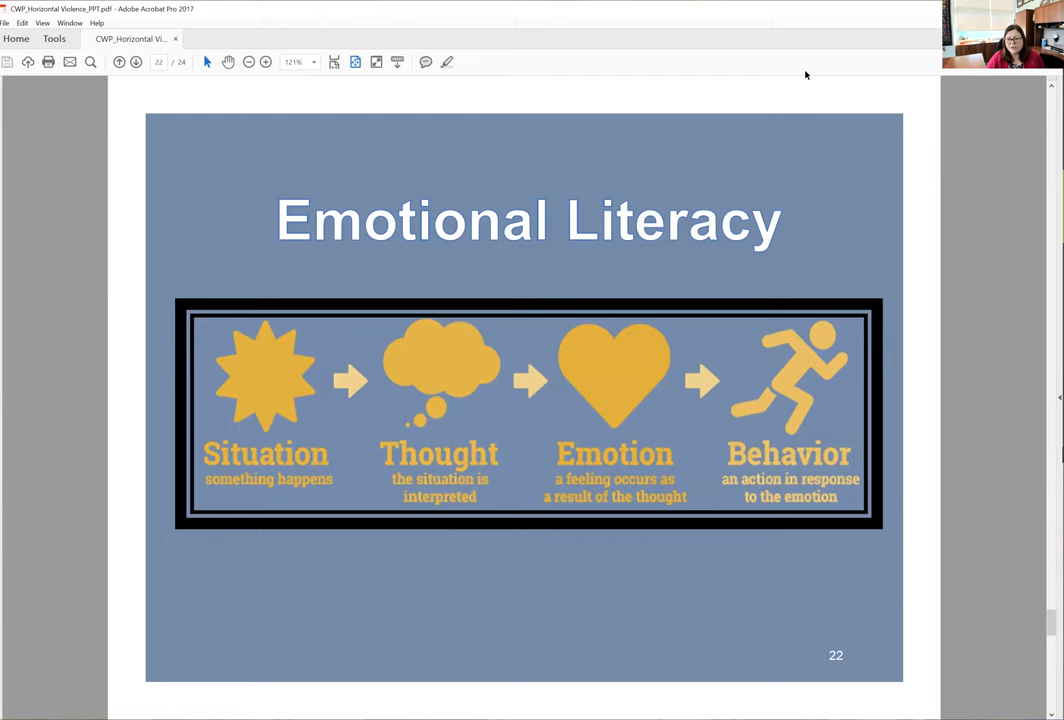 CWP_Horizontal Violence_PPT.pdf - Adobe Acrobat Pro 2017
File Edit View Window Help
Home Tools CWP_Horizontal Vi... ×
22 / 24 121%
Emotional Literacy
Situation
something happens
Thought
the situation is
interpreted
Emotion
a feeling occurs as
a result of the thought
Behavior
an action in response
to the emotion
22